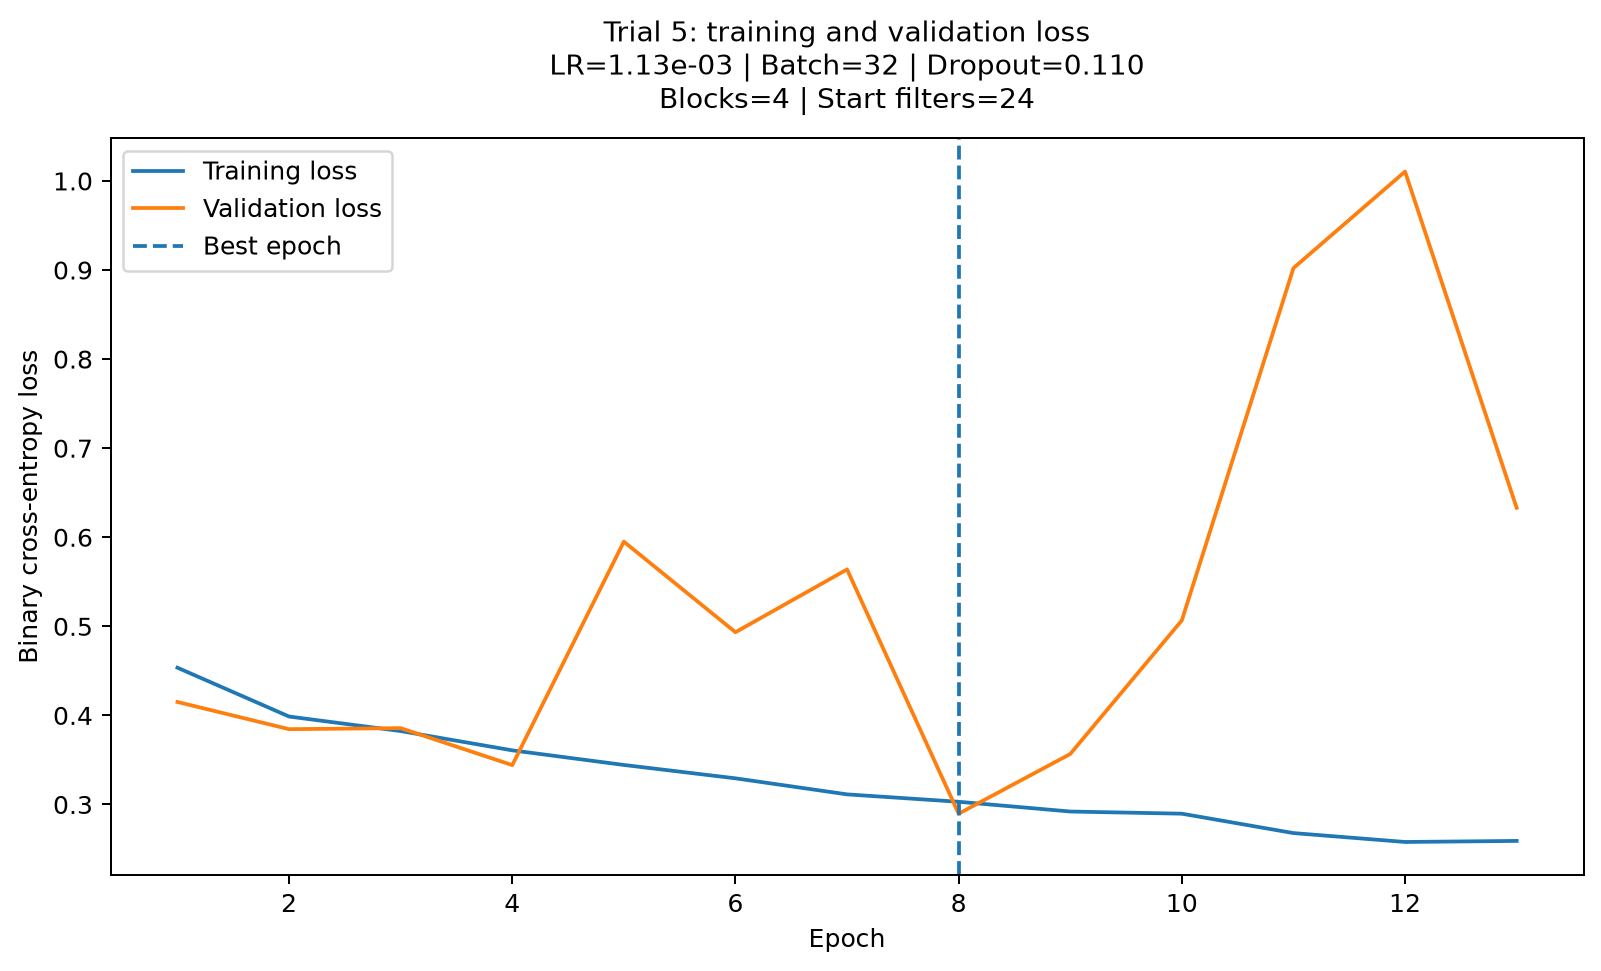 Trial 5: training and validation loss
LR=1.13e-03 | Batch=32 | Dropout=0.110
Blocks=4 | Start filters=24
Training loss
Validation loss
Best epoch
Binary cross-entropy loss
1.0
0.9
0.8
0.7
0.6
0.5
0.4
0.3
2
4
6
8
10
12
Epoch